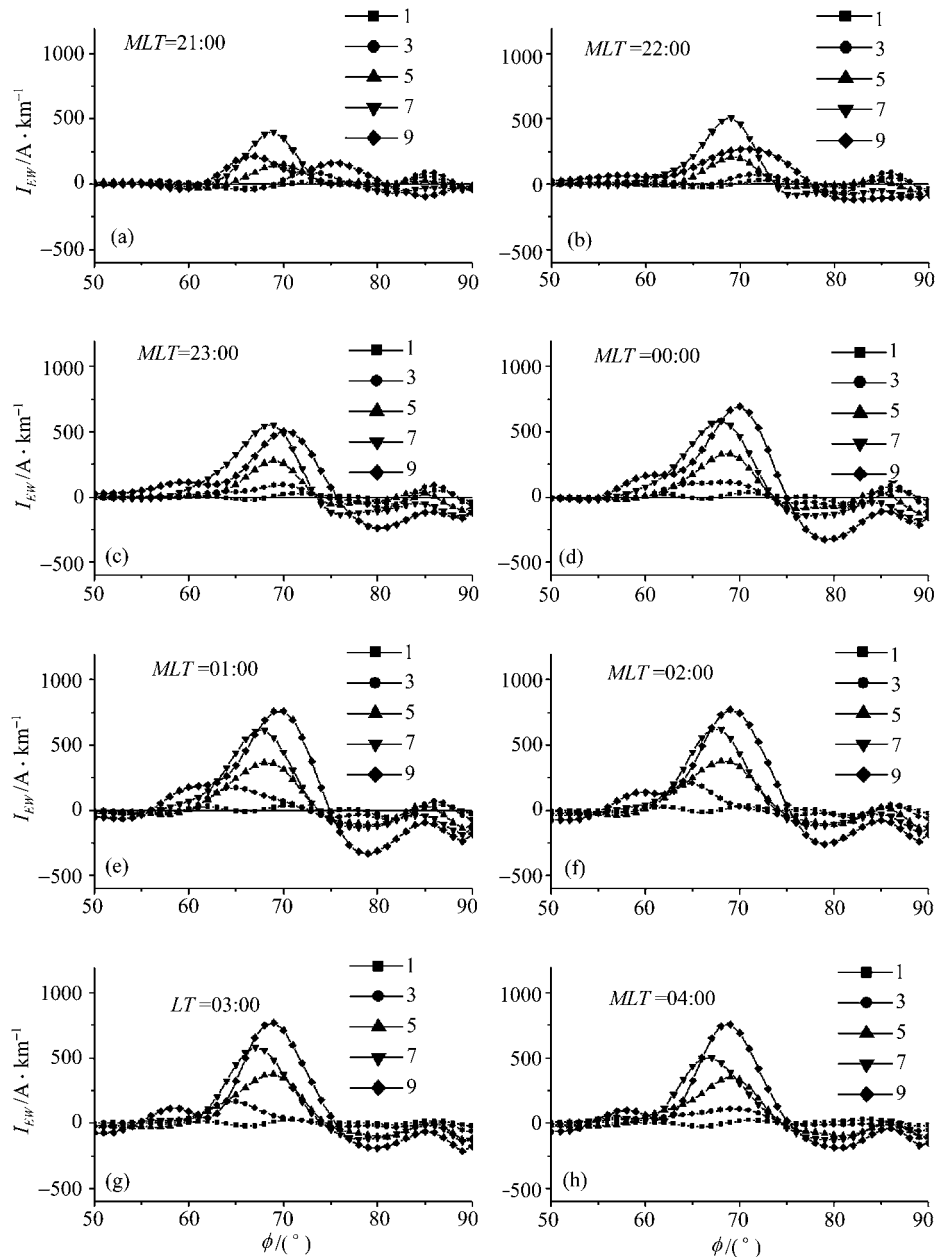 1000
500
0
−500
I_EW/A · km⁻¹
MLT=21:00
1
3
5
7
9
(a)
50 60 70 80 90
1000
500
0
−500
MLT=22:00
1
3
5
7
9
(b)
50 60 70 80 90
1000
500
0
−500
I_EW/A · km⁻¹
MLT=23:00
1
3
5
7
9
(c)
50 60 70 80 90
1000
500
0
−500
MLT=00:00
1
3
5
7
9
(d)
50 60 70 80 90
1000
500
0
−500
I_EW/A · km⁻¹
MLT =01:00
1
3
5
7
9
(e)
50 60 70 80 90
1000
500
0
−500
MLT =02:00
1
3
5
7
9
(f)
50 60 70 80 90
1000
500
0
−500
I_EW/A · km⁻¹
LT =03:00
1
3
5
7
9
(g)
50 60 70 80 90
ϕ/(°)
1000
500
0
-500
MLT =04:00
1
3
5
7
9
(h)
50 60 70 80 90
ϕ/(°)